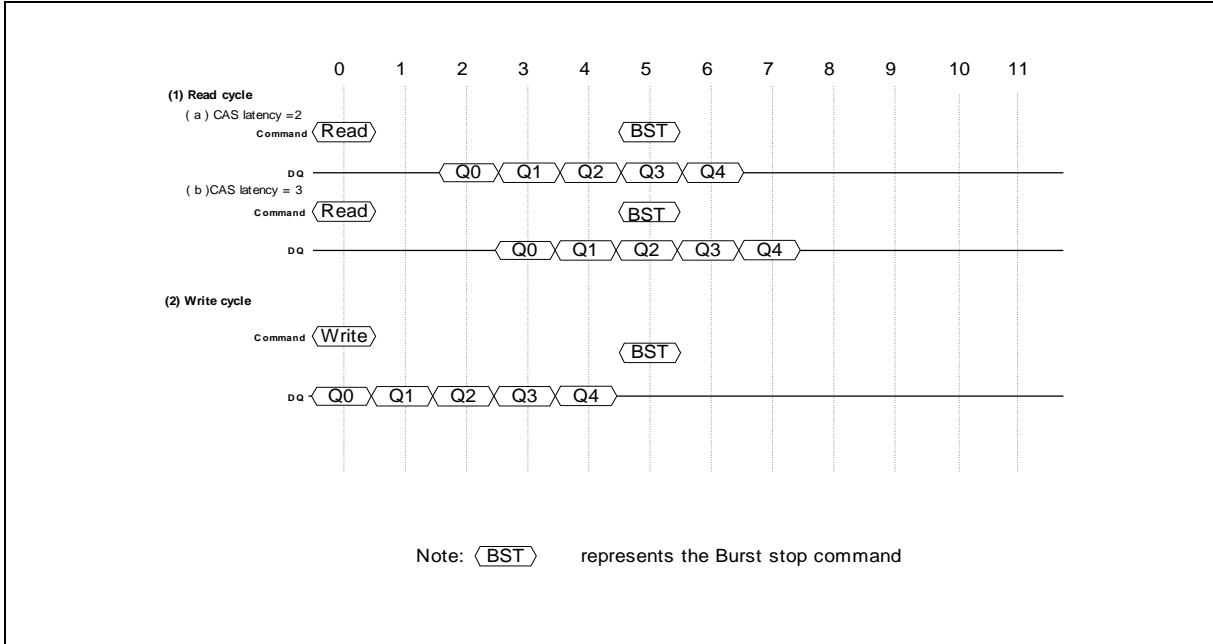 0 1 2 3 4 5 6 7 8 9 10 11
(1) Read cycle
( a ) CAS latency =2
Command Read BST
DQ Q0 Q1 Q2 Q3 Q4
( b )CAS latency = 3
Command Read BST
DQ Q0 Q1 Q2 Q3 Q4
(2) Write cycle
Command Write BST
DQ Q0 Q1 Q2 Q3 Q4
Note: BST represents the Burst stop command